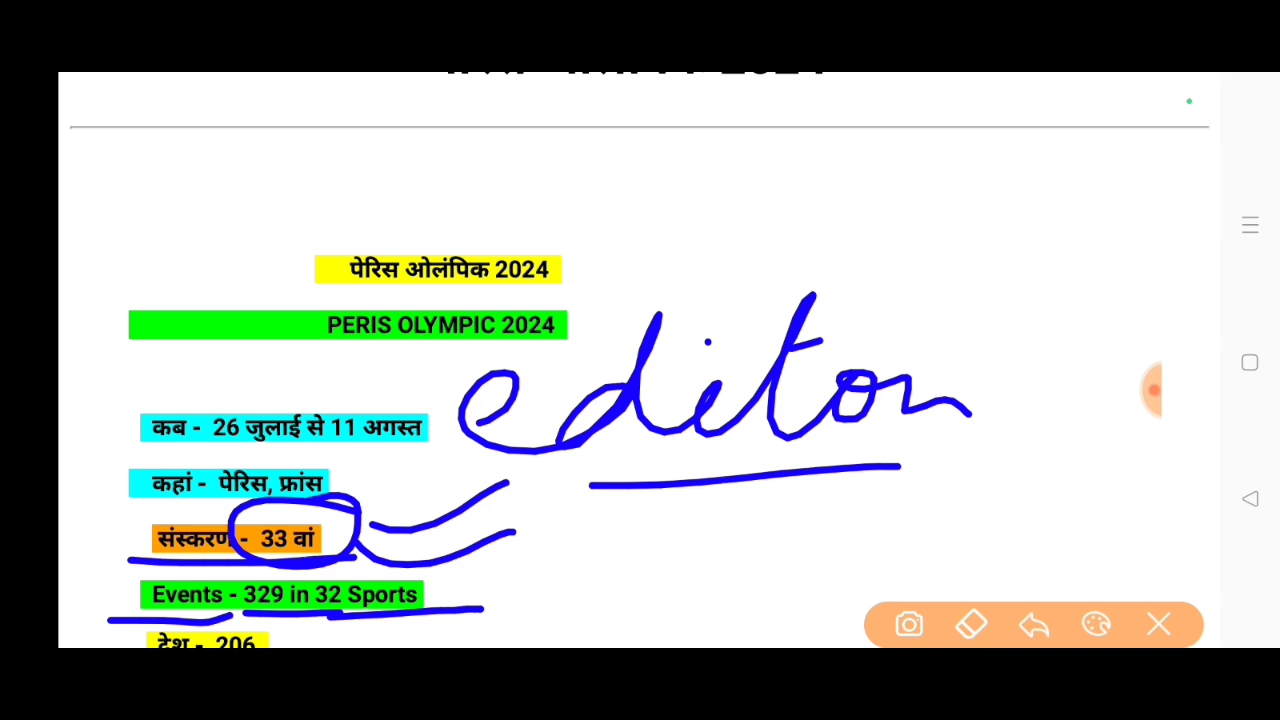 पेरिस ओलंपिक 2024
PERIS OLYMPIC 2024
editon
कब - 26 जुलाई से 11 अगस्त
कहां - पेरिस, फ्रांस
संस्करण - 33 वां
Events - 329 in 32 Sports
देश - 206